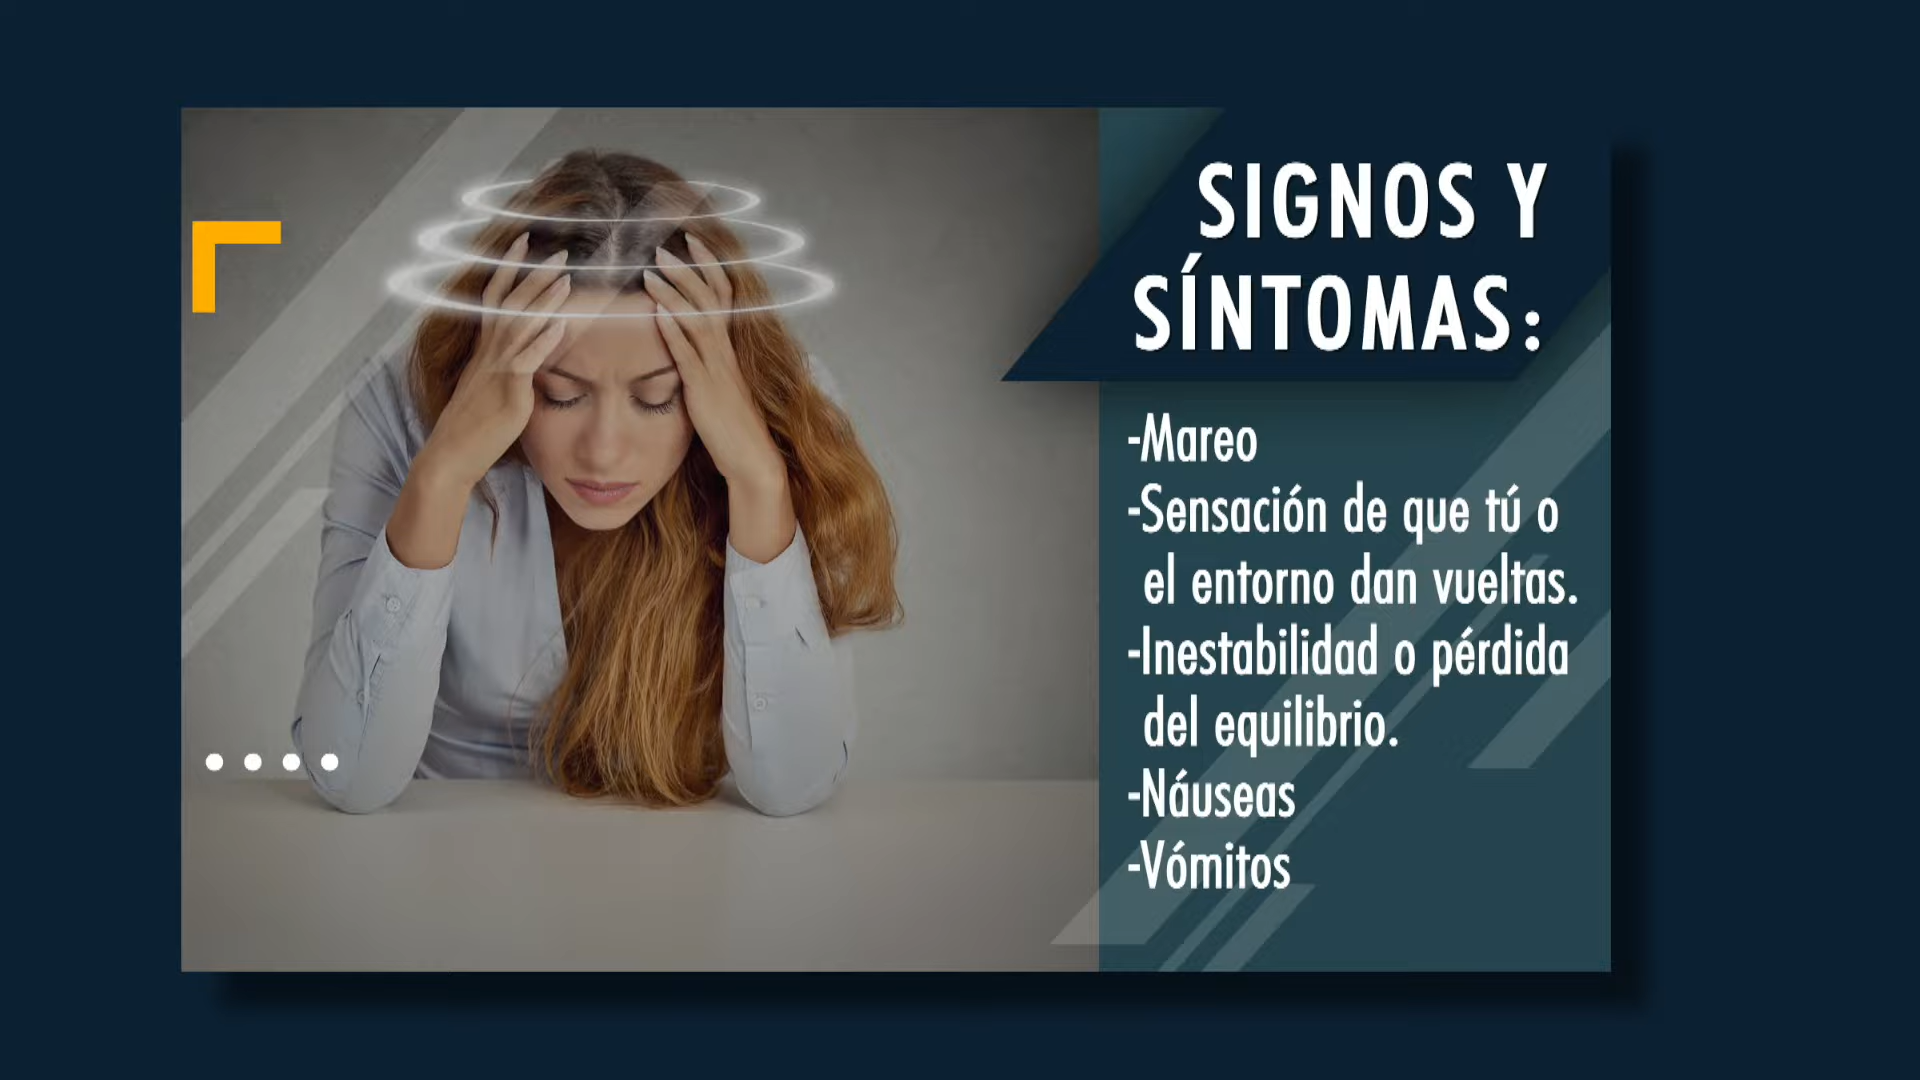 SIGNOS Y
SÍNTOMAS:
-Mareo
-Sensación de que tú o
el entorno dan vueltas.
-Inestabilidad o pérdida
del equilibrio.
-Náuseas
-Vómitos